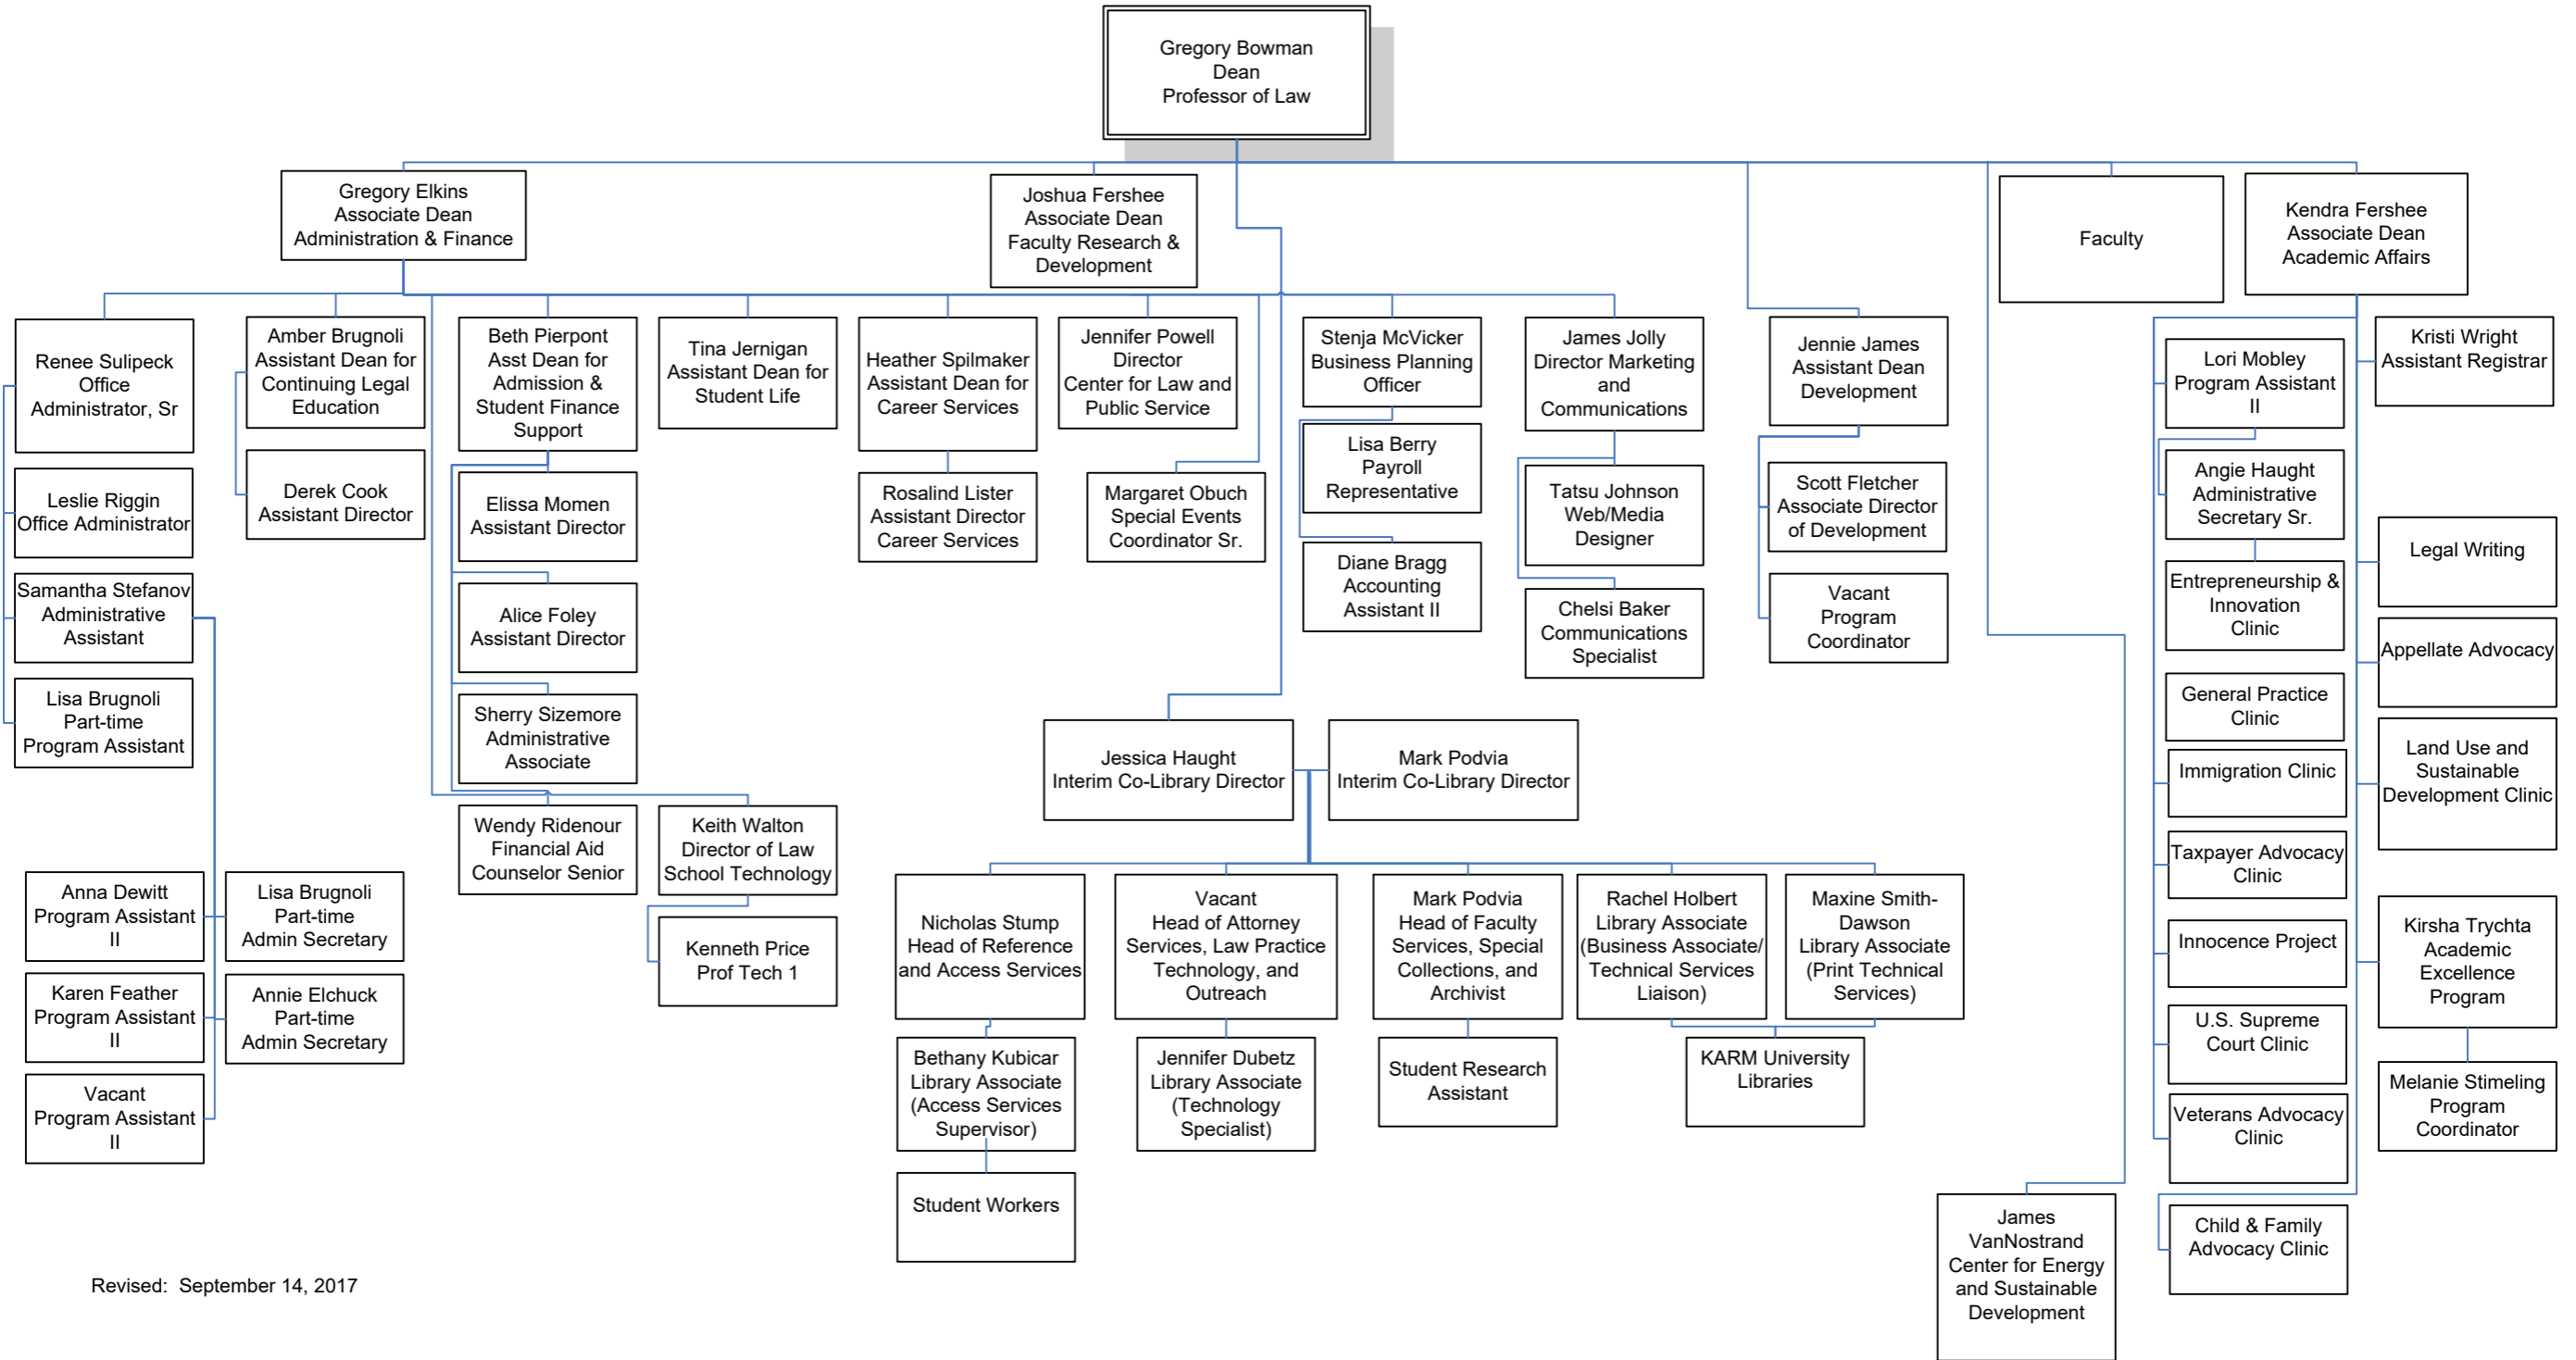 Gregory Bowman
Dean
Professor of Law
Gregory Elkins
Associate Dean
Administration & Finance
Joshua Fershee
Associate Dean
Faculty Research &
Development
Faculty
Kendra Fershee
Associate Dean
Academic Affairs
Renee Sulipeck
Office
Administrator, Sr
Amber Brugnoli
Assistant Dean for
Continuing Legal
Education
Beth Pierpont
Asst Dean for
Admission &
Student Finance
Support
Tina Jernigan
Assistant Dean for
Student Life
Heather Spilmaker
Assistant Dean for
Career Services
Jennifer Powell
Director
Center for Law and
Public Service
Stenja McVicker
Business Planning
Officer
James Jolly
Director Marketing
and
Communications
Jennie James
Assistant Dean
Development
Lori Mobley
Program Assistant
II
Kristi Wright
Assistant Registrar
Leslie Riggin
Office Administrator
Derek Cook
Assistant Director
Elissa Momen
Assistant Director
Rosalind Lister
Assistant Director
Career Services
Margaret Obuch
Special Events
Coordinator Sr.
Lisa Berry
Payroll
Representative
Tatsu Johnson
Web/Media
Designer
Scott Fletcher
Associate Director
of Development
Angie Haught
Administrative
Secretary Sr.
Legal Writing
Samantha Stefanov
Administrative
Assistant
Alice Foley
Assistant Director
Diane Bragg
Accounting
Assistant II
Chelsi Baker
Communications
Specialist
Vacant
Program
Coordinator
Entrepreneurship &
Innovation
Clinic
Appellate Advocacy
Lisa Brugnoli
Part-time
Program Assistant
Sherry Sizemore
Administrative
Associate
General Practice
Clinic
Jessica Haught
Interim Co-Library Director
Mark Podvia
Interim Co-Library Director
Immigration Clinic
Land Use and
Sustainable
Development Clinic
Wendy Ridenour
Financial Aid
Counselor Senior
Keith Walton
Director of Law
School Technology
Taxpayer Advocacy
Clinic
Anna Dewitt
Program Assistant
II
Lisa Brugnoli
Part-time
Admin Secretary
Kenneth Price
Prof Tech 1
Nicholas Stump
Head of Reference
and Access Services
Vacant
Head of Attorney
Services, Law Practice
Technology, and
Outreach
Mark Podvia
Head of Faculty
Services, Special
Collections, and
Archivist
Rachel Holbert
Library Associate
(Business Associate/
Technical Services
Liaison)
Maxine Smith-
Dawson
Library Associate
(Print Technical
Services)
Innocence Project
Kirsha Trychta
Academic
Excellence
Program
Karen Feather
Program Assistant
II
Annie Elchuck
Part-time
Admin Secretary
U.S. Supreme
Court Clinic
Vacant
Program Assistant
II
Bethany Kubicar
Library Associate
(Access Services
Supervisor)
Jennifer Dubetz
Library Associate
(Technology
Specialist)
Student Research
Assistant
KARM University
Libraries
Veterans Advocacy
Clinic
Melanie Stimeling
Program
Coordinator
Student Workers
James
VanNostrand
Center for Energy
and Sustainable
Development
Child & Family
Advocacy Clinic
Revised: September 14, 2017